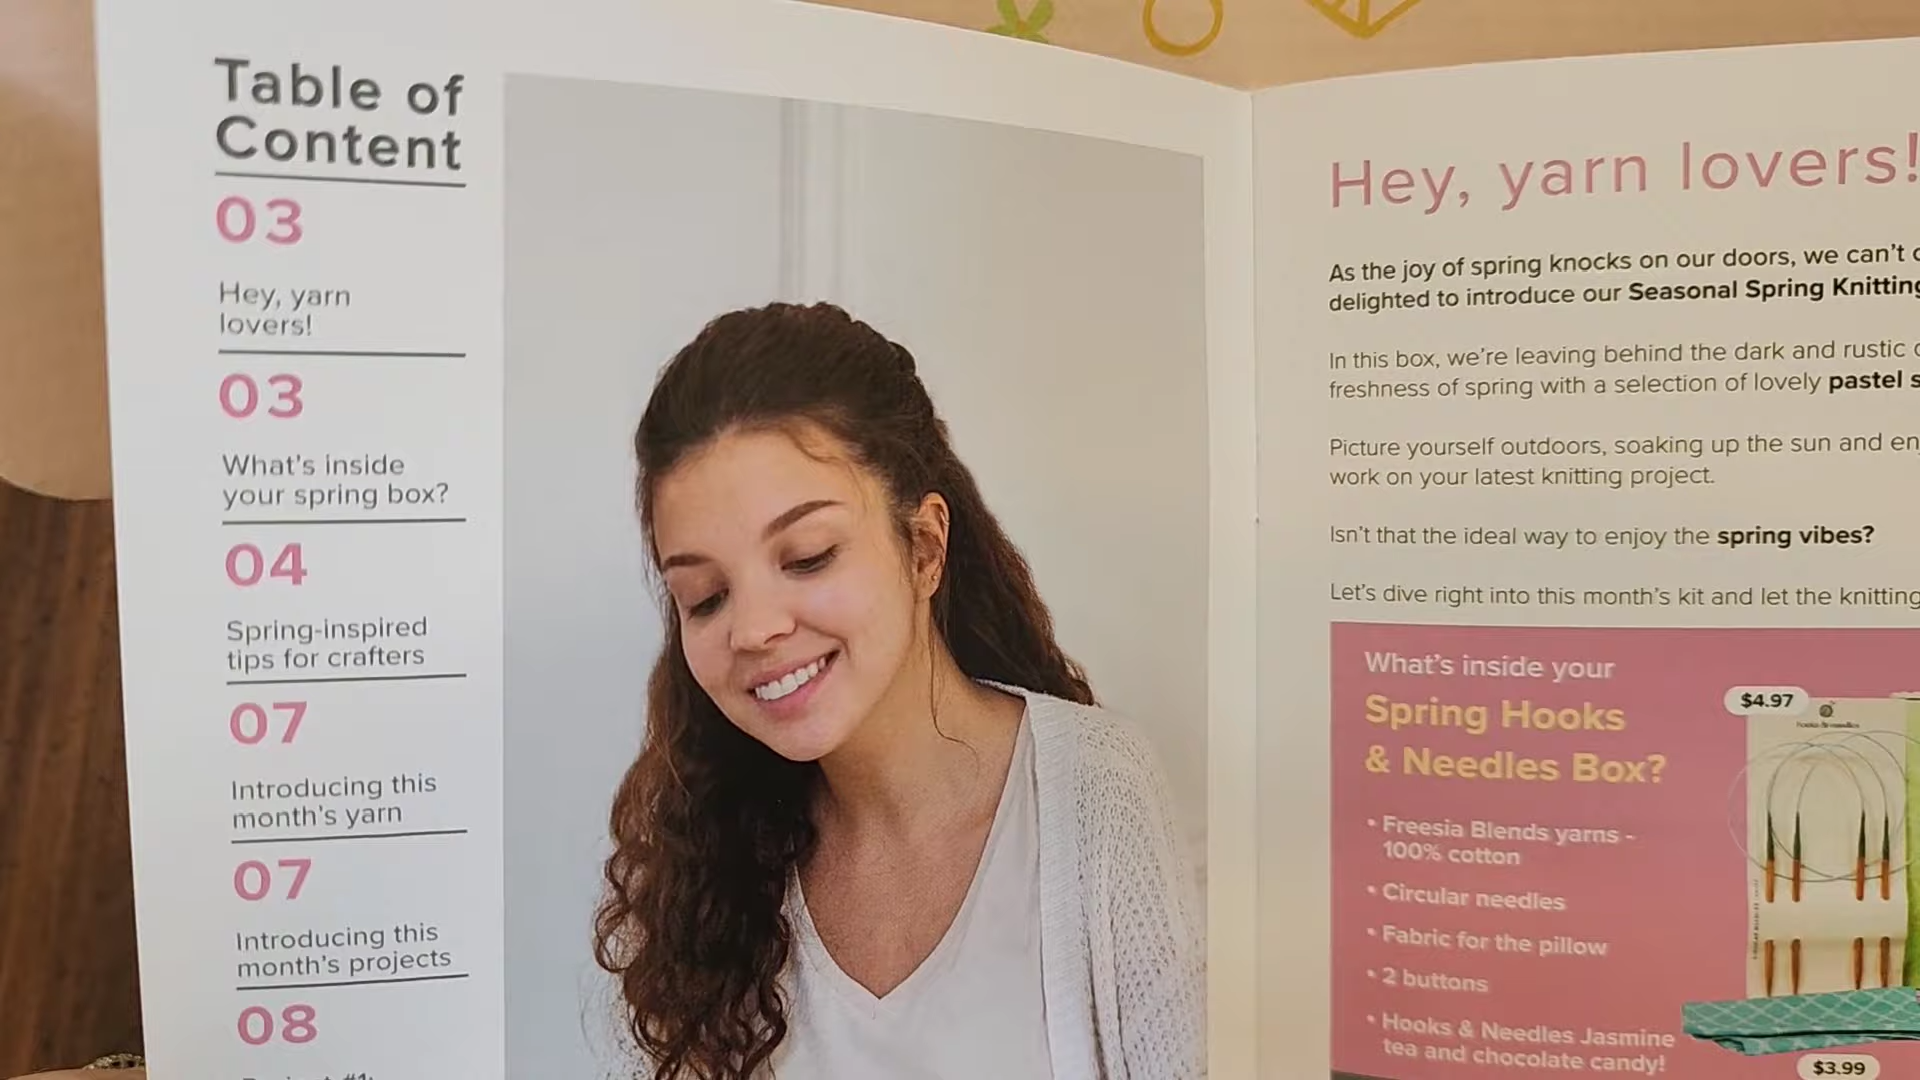 Table of
Content
03
Hey, yarn
lovers!
03
What's inside
your spring box?
04
Spring-inspired
tips for crafters
07
Introducing this
month's yarn
07
Introducing this
month's projects
08
Hey, yarn lovers!
As the joy of spring knocks on our doors, we can't
delighted to introduce our Seasonal Spring Knitting
In this box, we're leaving behind the dark and rustic
freshness of spring with a selection of lovely pastel
Picture yourself outdoors, soaking up the sun and
work on your latest knitting project.
Isn't that the ideal way to enjoy the spring vibes?
Let's dive right into this month's kit and let the knitting
What's inside your
Spring Hooks
& Needles Box?
• Freesia Blends yarns -
100% cotton
• Circular needles
• Fabric for the pillow
• 2 buttons
• Hooks & Needles Jasmine
tea and chocolate candy!
$4.97
$3.99